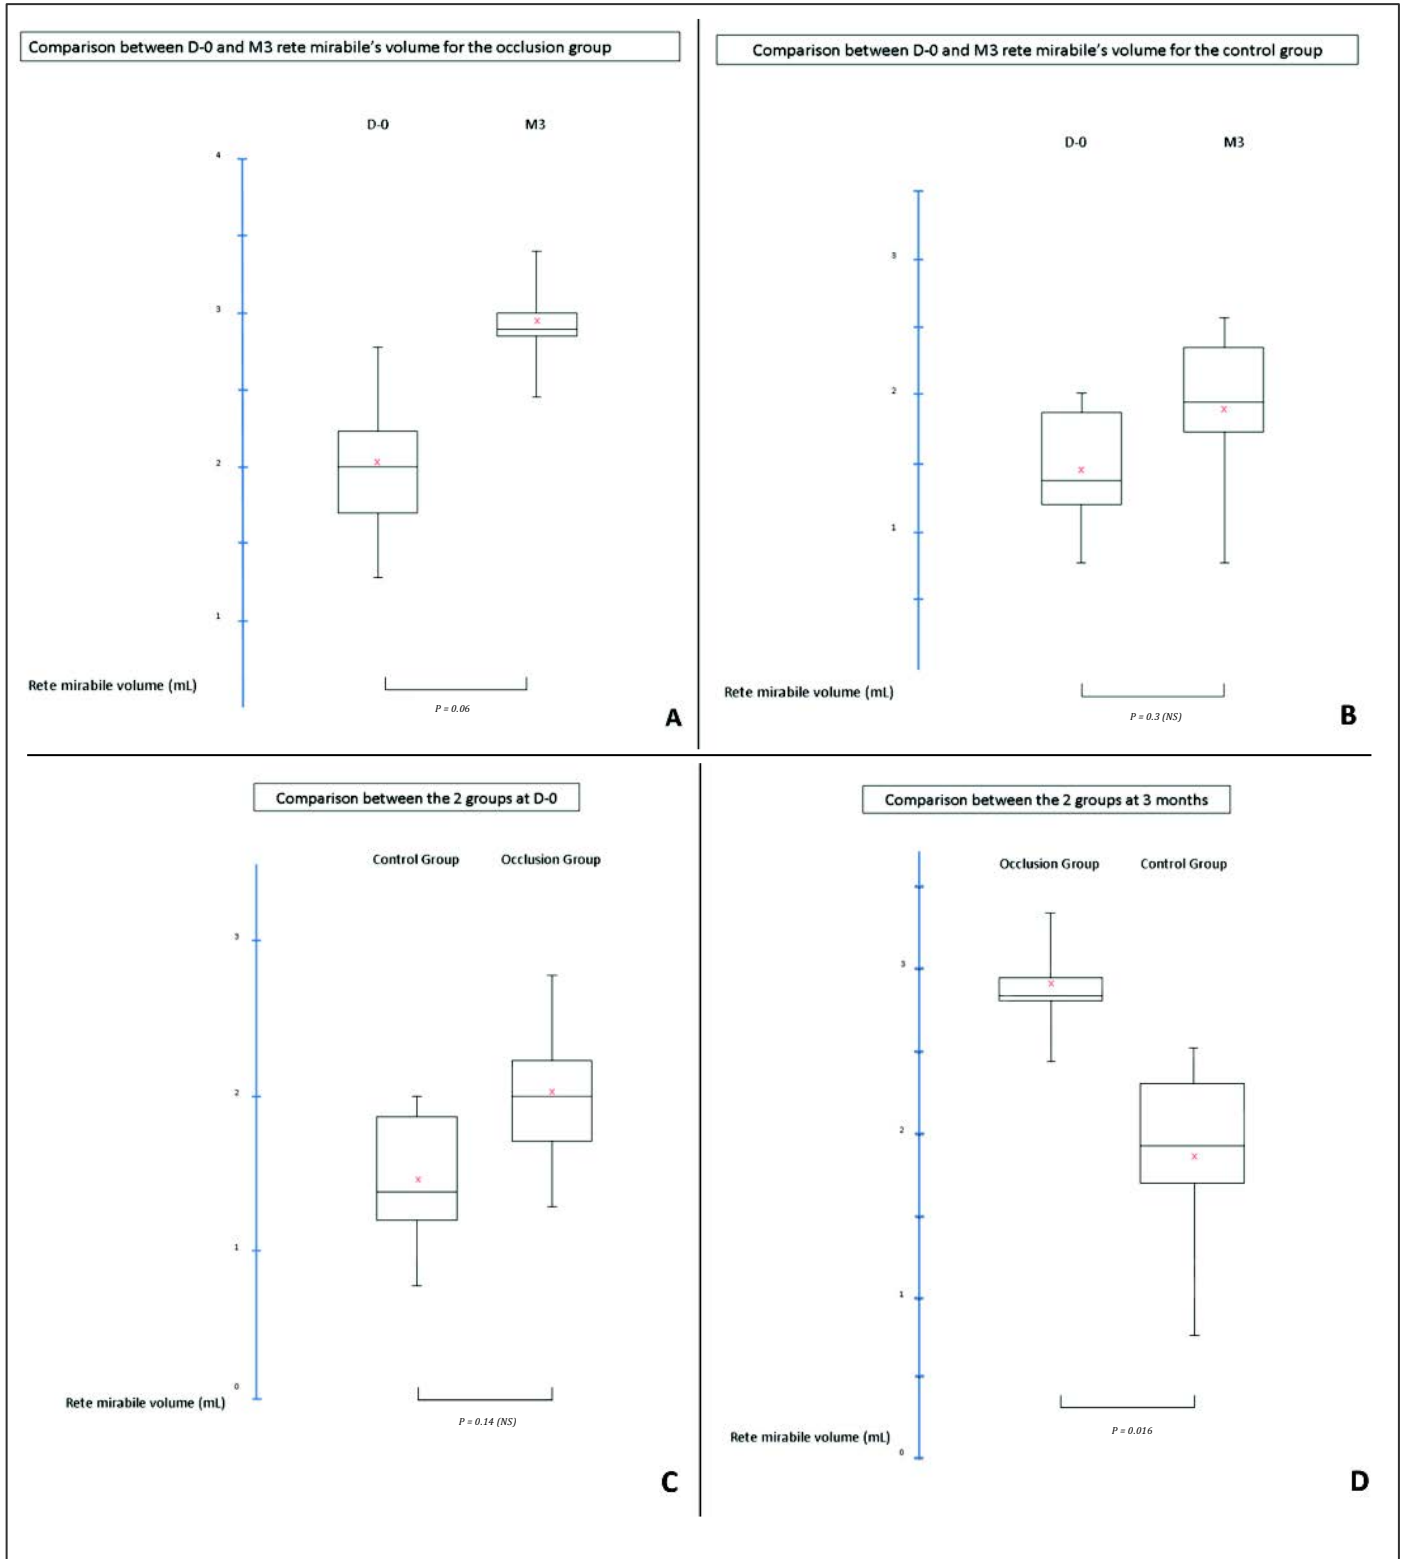 Comparison between D-0 and M3 rete mirabile's volume for the occlusion group
D-0 M3
4
3
2
1
Rete mirabile volume (mL)
P = 0.06
A
Comparison between D-0 and M3 rete mirabile's volume for the control group
D-0 M3
3
2
1
Rete mirabile volume (mL)
P = 0.3 (NS)
B
Comparison between the 2 groups at D-0
Control Group Occlusion Group
3
2
1
0
Rete mirabile volume (mL)
P = 0.14 (NS)
C
Comparison between the 2 groups at 3 months
Occlusion Group Control Group
3
2
1
0
Rete mirabile volume (mL)
P = 0.016
D